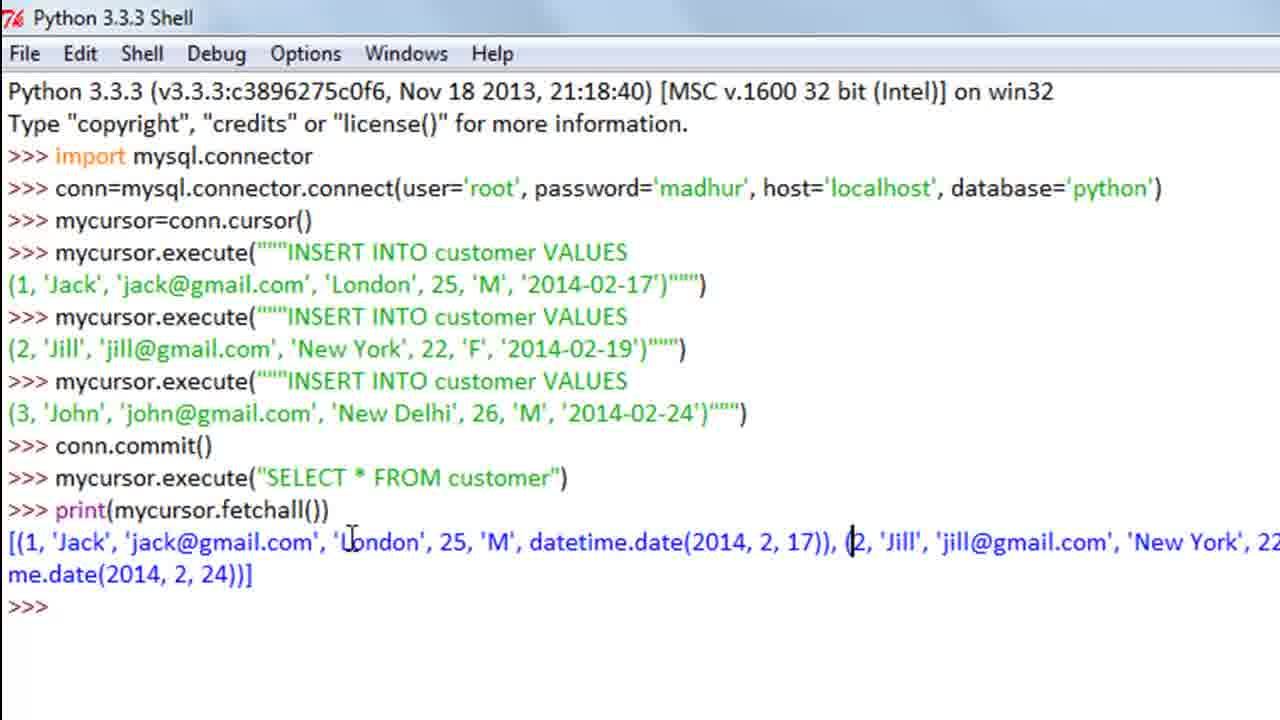 Python 3.3.3 Shell
File Edit Shell Debug Options Windows Help
Python 3.3.3 (v3.3.3:c3896275c0f6, Nov 18 2013, 21:18:40) [MSC v.1600 32 bit (Intel)] on win32
Type "copyright", "credits" or "license()" for more information.
>>> import mysql.connector
>>> conn=mysql.connector.connect(user='root', password='madhur', host='localhost', database='python')
>>> mycursor=conn.cursor()
>>> mycursor.execute("""INSERT INTO customer VALUES
(1, 'Jack', 'jack@gmail.com', 'London', 25, 'M', '2014-02-17')""")
>>> mycursor.execute("""INSERT INTO customer VALUES
(2, 'Jill', 'jill@gmail.com', 'New York', 22, 'F', '2014-02-19')""")
>>> mycursor.execute("""INSERT INTO customer VALUES
(3, 'John', 'john@gmail.com', 'New Delhi', 26, 'M', '2014-02-24')""")
>>> conn.commit()
>>> mycursor.execute("SELECT * FROM customer")
>>> print(mycursor.fetchall())
[(1, 'Jack', 'jack@gmail.com', 'London', 25, 'M', datetime.date(2014, 2, 17)), (2, 'Jill', 'jill@gmail.com', 'New York', 22
me.date(2014, 2, 24))]
>>>